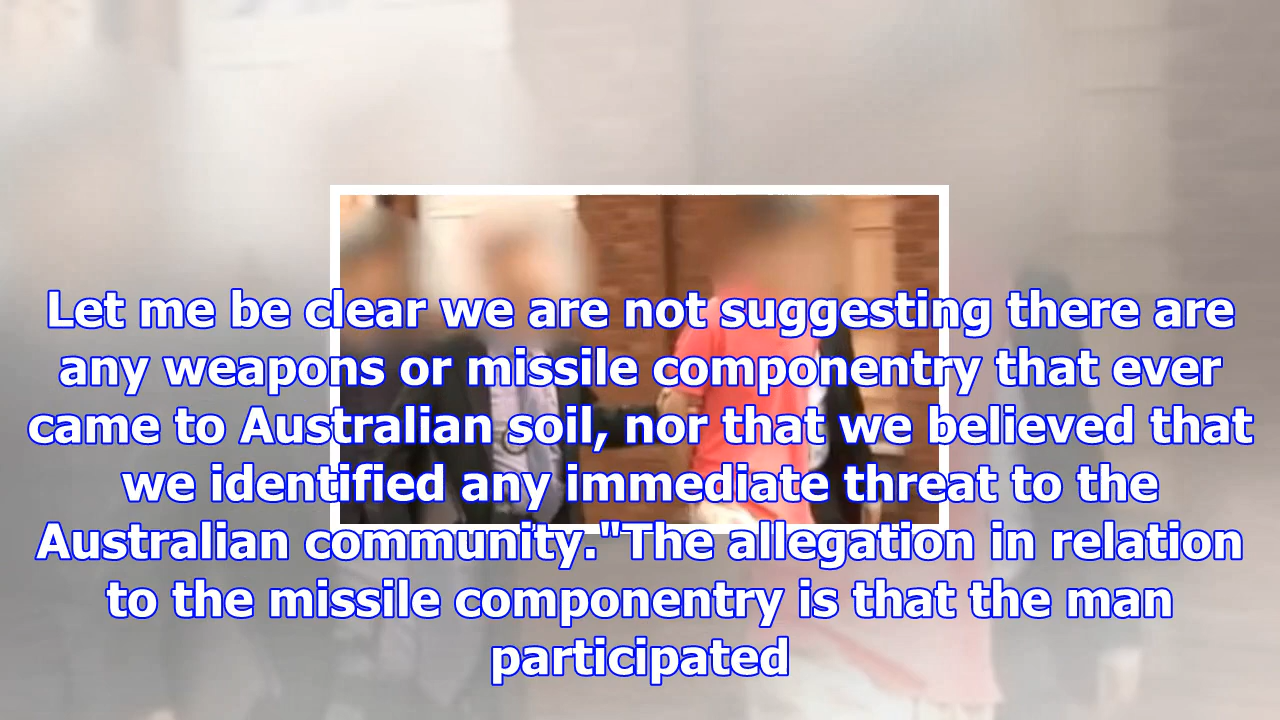 Let me be clear we are not suggesting there are
any weapons or missile componentry that ever
came to Australian soil, nor that we believed that
we identified any immediate threat to the
Australian community."The allegation in relation
to the missile componentry is that the man
participated